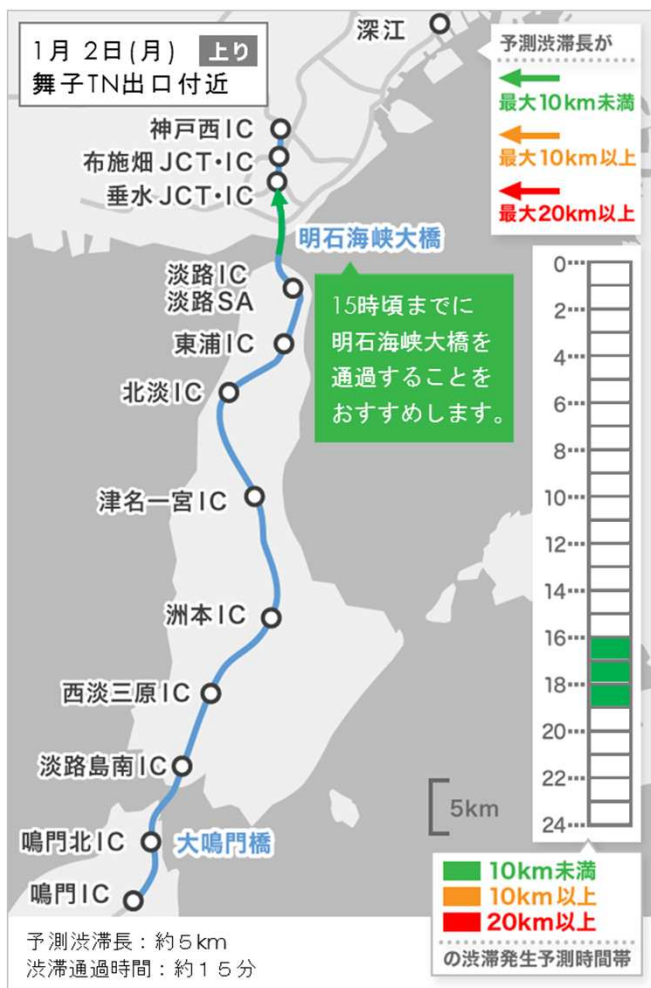 1月 2日(月) 上り
舞子TN出口付近
深江
予測渋滞長が
最大10km未満
最大10km以上
最大20km以上
神戸西IC
布施畑JCT・IC
垂水JCT・IC
明石海峡大橋
淡路IC
淡路SA
東浦IC
北淡IC
津名一宮IC
洲本IC
西淡三原IC
淡路島南IC
鳴門北IC
大鳴門橋
鳴門IC
15時頃までに
明石海峡大橋を
通過することを
おすすめします。
0
2
4
6
8
10
12
14
16
18
20
22
24
5km
10km未満
10km以上
20km以上
の渋滞発生予測時間帯
予測渋滞長：約5km
渋滞通過時間：約15分